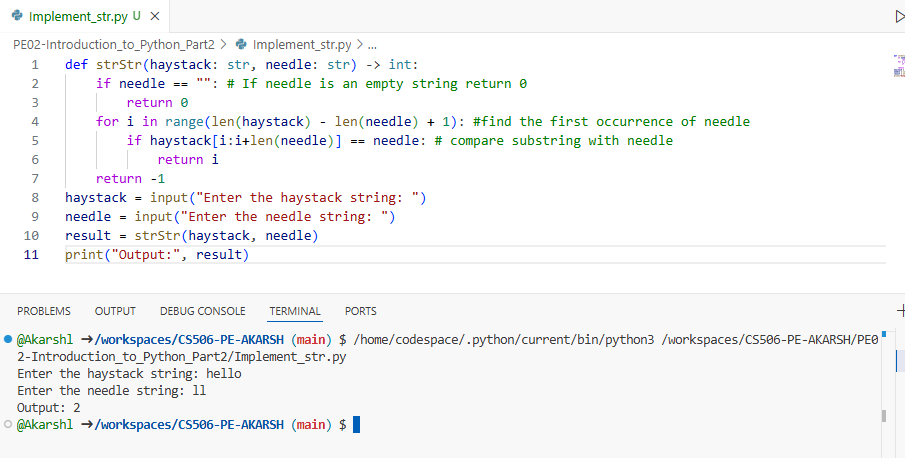 Implement_str.py U ×
PE02-Introduction_to_Python_Part2 > Implement_str.py > ...
1 def strStr(haystack: str, needle: str) -> int:
2 if needle == "": # If needle is an empty string return 0
3 return 0
4 for i in range(len(haystack) - len(needle) + 1): #find the first occurrence of needle
5 if haystack[i:i+len(needle)] == needle: # compare substring with needle
6 return i
7 return -1
8 haystack = input("Enter the haystack string: ")
9 needle = input("Enter the needle string: ")
10 result = strStr(haystack, needle)
11 print("Output:", result)
PROBLEMS OUTPUT DEBUG CONSOLE TERMINAL PORTS
@Akarshl ➜/workspaces/CS506-PE-AKARSH (main) $ /home/codespace/.python/current/bin/python3 /workspaces/CS506-PE-AKARSH/PE0
2-Introduction_to_Python_Part2/Implement_str.py
Enter the haystack string: hello
Enter the needle string: ll
Output: 2
@Akarshl ➜/workspaces/CS506-PE-AKARSH (main) $